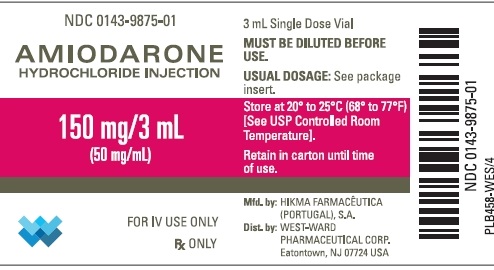 NDC 0143-9875-01
AMIODARONE
HYDROCHLORIDE INJECTION
150 mg/3 mL
(50 mg/mL)
FOR IV USE ONLY
Rx ONLY
3 mL Single Dose Vial
MUST BE DILUTED BEFORE
USE.
USUAL DOSAGE: See package
insert.
Store at 20° to 25°C (68° to 77°F)
[See USP Controlled Room
Temperature].
Retain in carton until time
of use.
Mfd. by: HIKMA FARMACÊUTICA
(PORTUGAL), S.A.
Dist. by: WEST-WARD
PHARMACEUTICAL CORP.
Eatontown, NJ 07724 USA
NDC 0143-9875-01
PLB458-WES/4